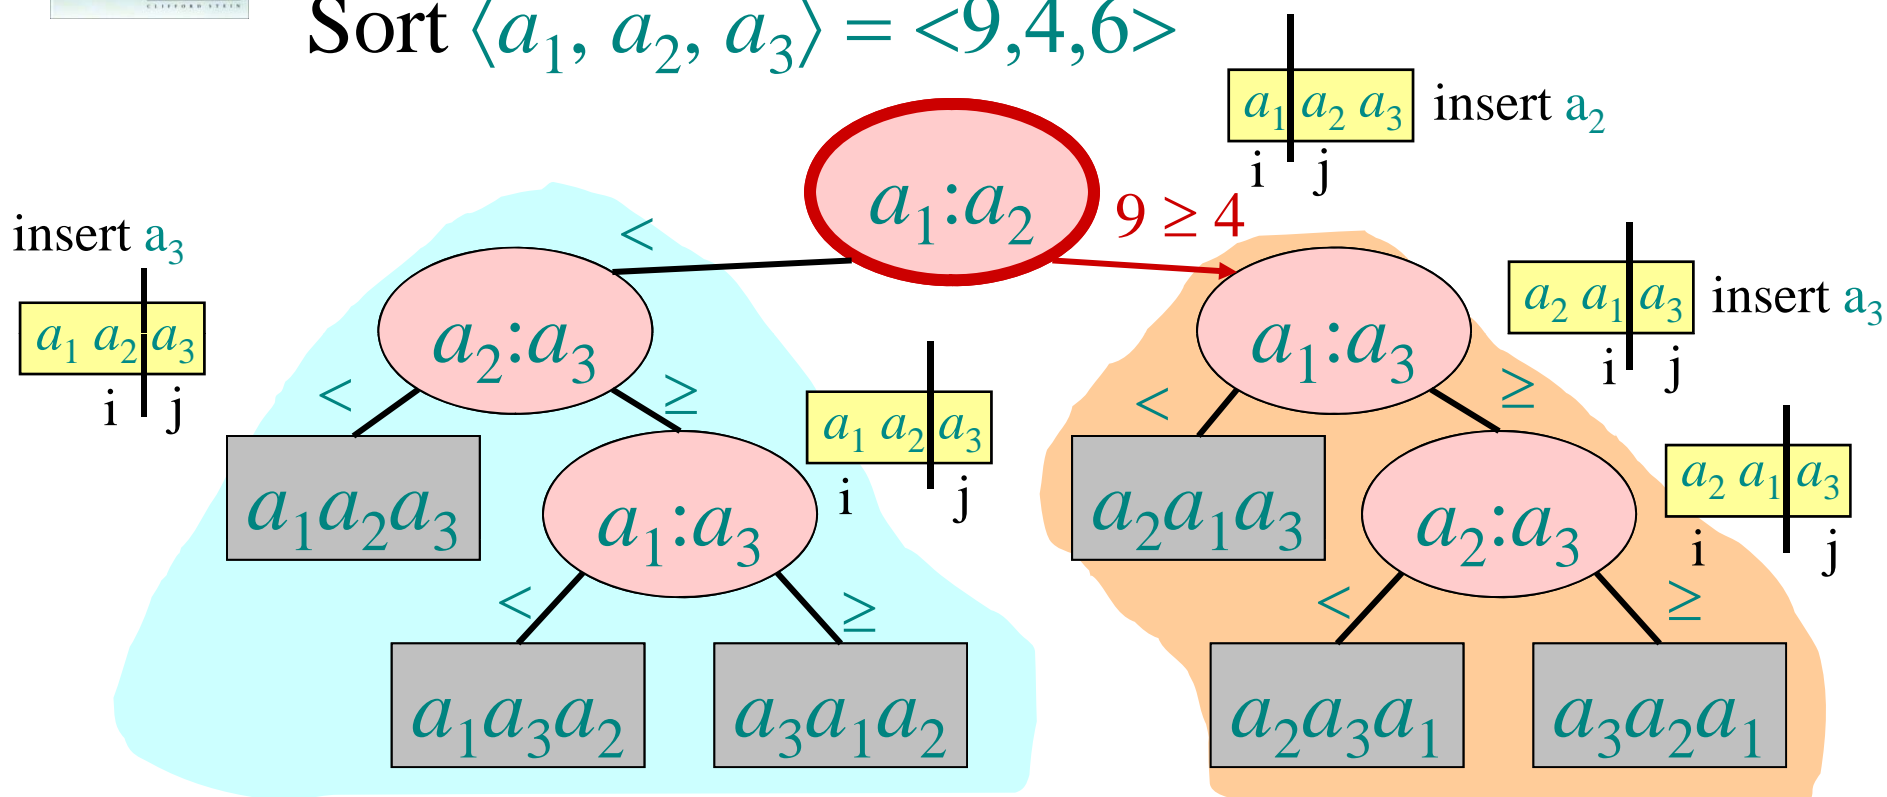 CLIFFORD STEIN
Sort ⟨a₁, a₂, a₃⟩ = <9,4,6>
a₁ a₂ a₃ insert a₂
i j
a₁:a₂
9 ≥ 4
<
insert a₃
a₁ a₂ a₃
i j
a₂:a₃
< ≥
a₁ a₂ a₃
i j
a₁:a₃
< ≥
a₂ a₁ a₃ insert a₃
i j
a₂ a₁ a₃
i j
a₁a₂a₃
a₁:a₃
< ≥
a₂a₁a₃
a₂:a₃
< ≥
a₁a₃a₂
a₃a₁a₂
a₂a₃a₁
a₃a₂a₁